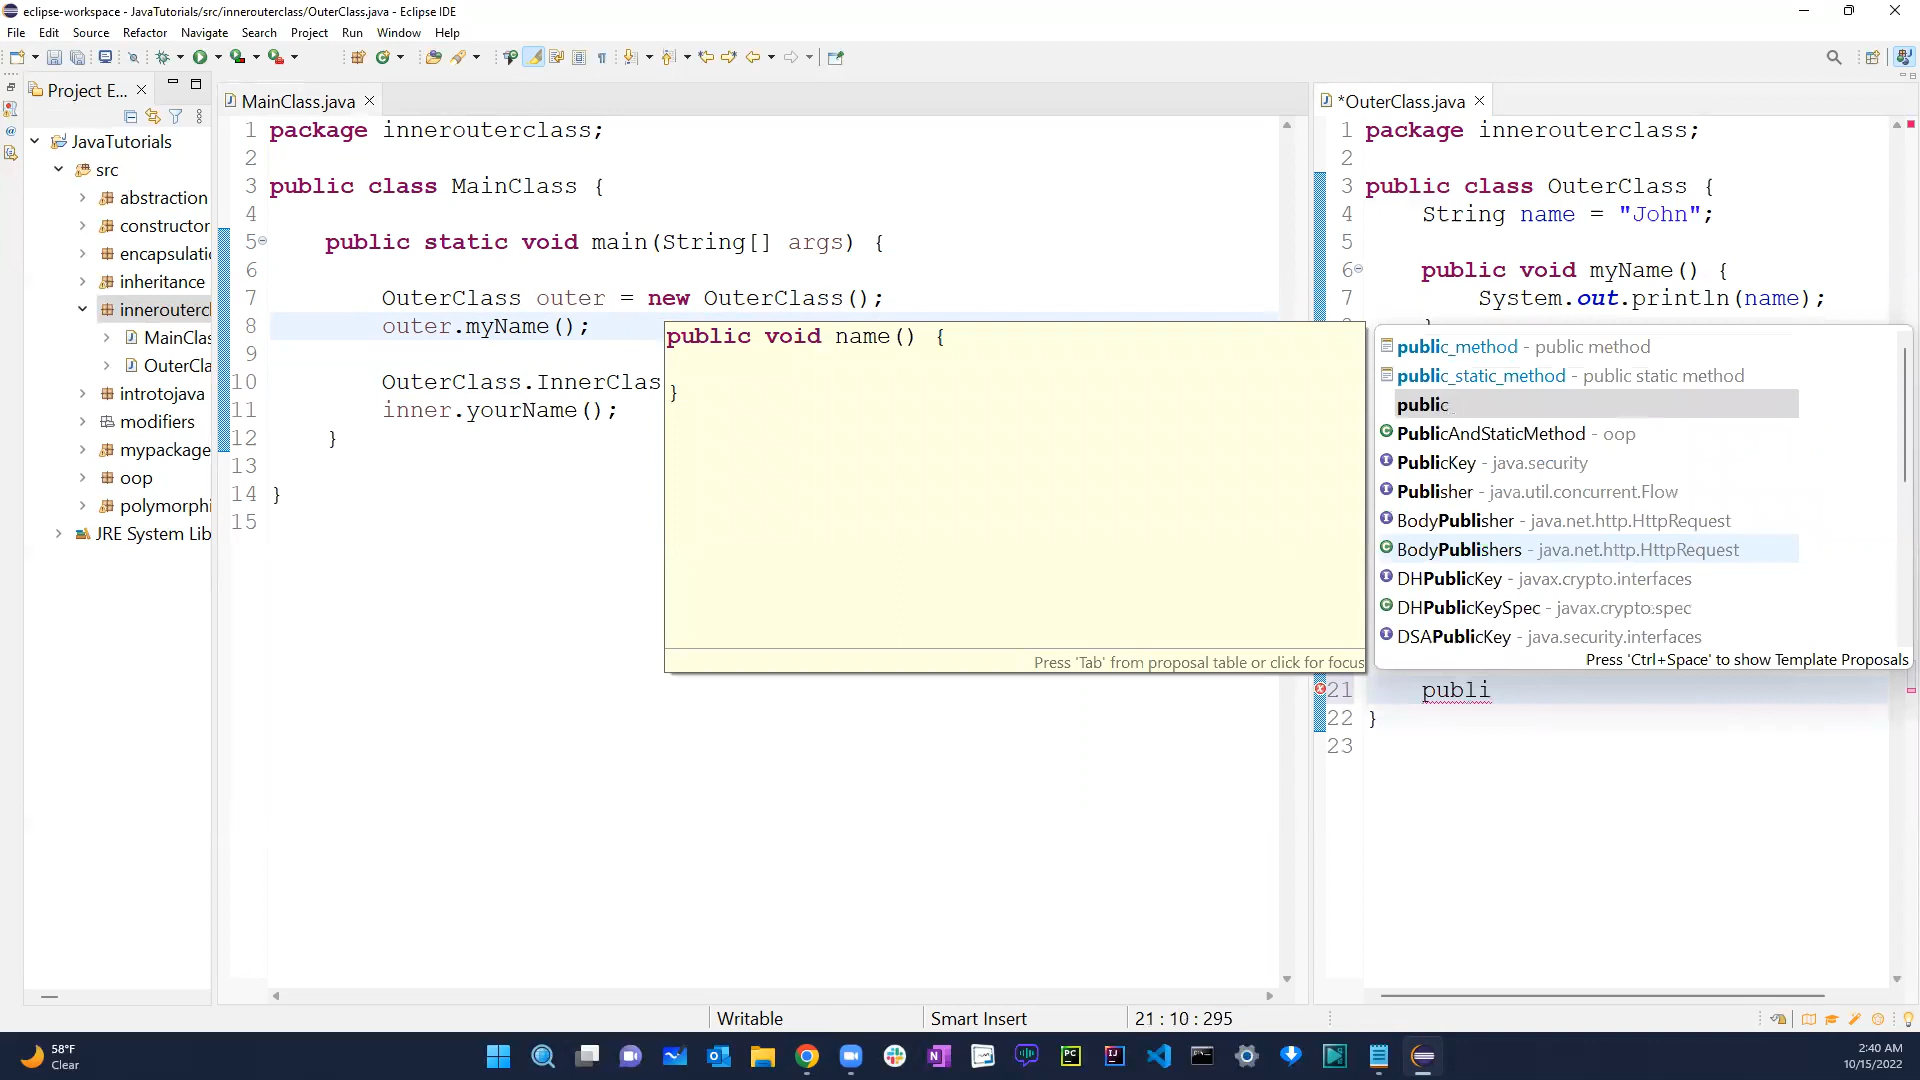 eclipse-workspace - JavaTutorials/src/innerouterclass/OuterClass.java - Eclipse IDE
File Edit Source Refactor Navigate Search Project Run Window Help
Project E...
JavaTutorials
src
abstraction
constructor
encapsulatio
inheritance
inneroutercl
MainClas
OuterCla
introtojava
modifiers
mypackage
oop
polymorphi
JRE System Lib
MainClass.java
1 package innerouterclass;
2
3 public class MainClass {
4
5 public static void main(String[] args) {
6
7 OuterClass outer = new OuterClass();
8 outer.myName();
9
10 OuterClass.InnerClas
11 inner.yourName();
12 }
13
14 }
15
public void name() {
}
Press 'Tab' from proposal table or click for focus
*OuterClass.java
1 package innerouterclass;
2
3 public class OuterClass {
4 String name = "John";
5
6 public void myName() {
7 System.out.println(name);
public_method - public method
public_static_method - public static method
public
PublicAndStaticMethod - oop
PublicKey - java.security
Publisher - java.util.concurrent.Flow
BodyPublisher - java.net.http.HttpRequest
BodyPublishers - java.net.http.HttpRequest
DHPublicKey - javax.crypto.interfaces
DHPublicKeySpec - javax.crypto.spec
DSAPublicKey - java.security.interfaces
Press 'Ctrl+Space' to show Template Proposals
21 publi
22 }
23
Writable Smart Insert 21 : 10 : 295
58°F
Clear
2:40 AM
10/15/2022